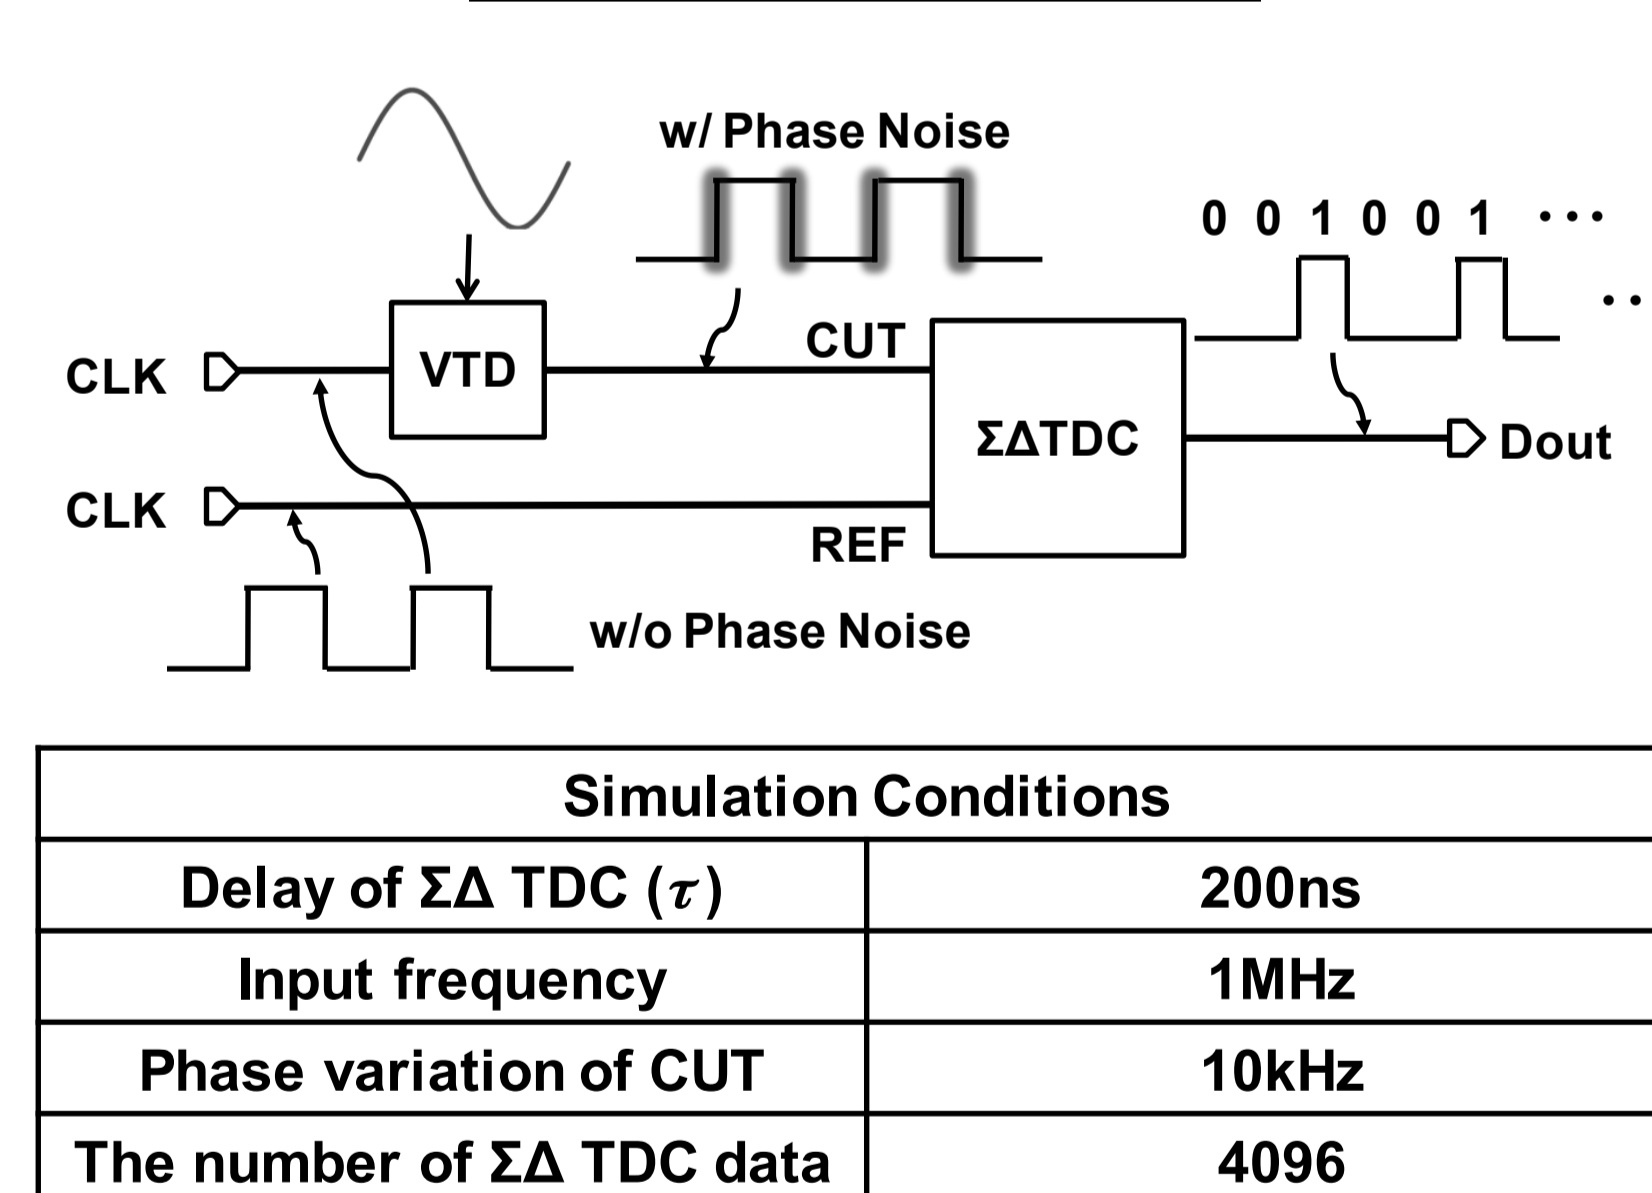 w/ Phase Noise
0 0 1 0 0 1 ···
CUT
CLK
VTD
ΣΔTDC
Dout
CLK
REF
w/o Phase Noise
Simulation Conditions
Delay of ΣΔ TDC (τ) 200ns
Input frequency 1MHz
Phase variation of CUT 10kHz
The number of ΣΔ TDC data 4096